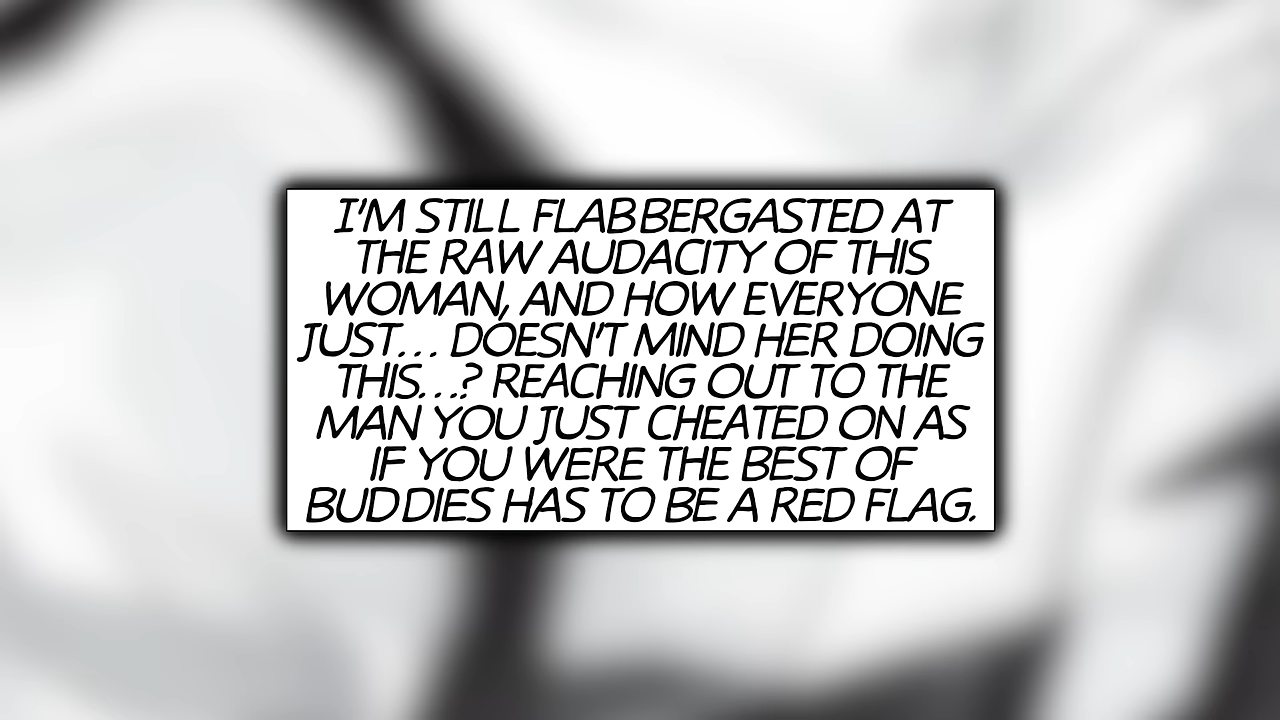 I'M STILL FLABBERGASTED AT
THE RAW AUDACITY OF THIS
WOMAN, AND HOW EVERYONE
JUST... DOESN'T MIND HER DOING
THIS...? REACHING OUT TO THE
MAN YOU JUST CHEATED ON AS
IF YOU WERE THE BEST OF
BUDDIES HAS TO BE A RED FLAG.